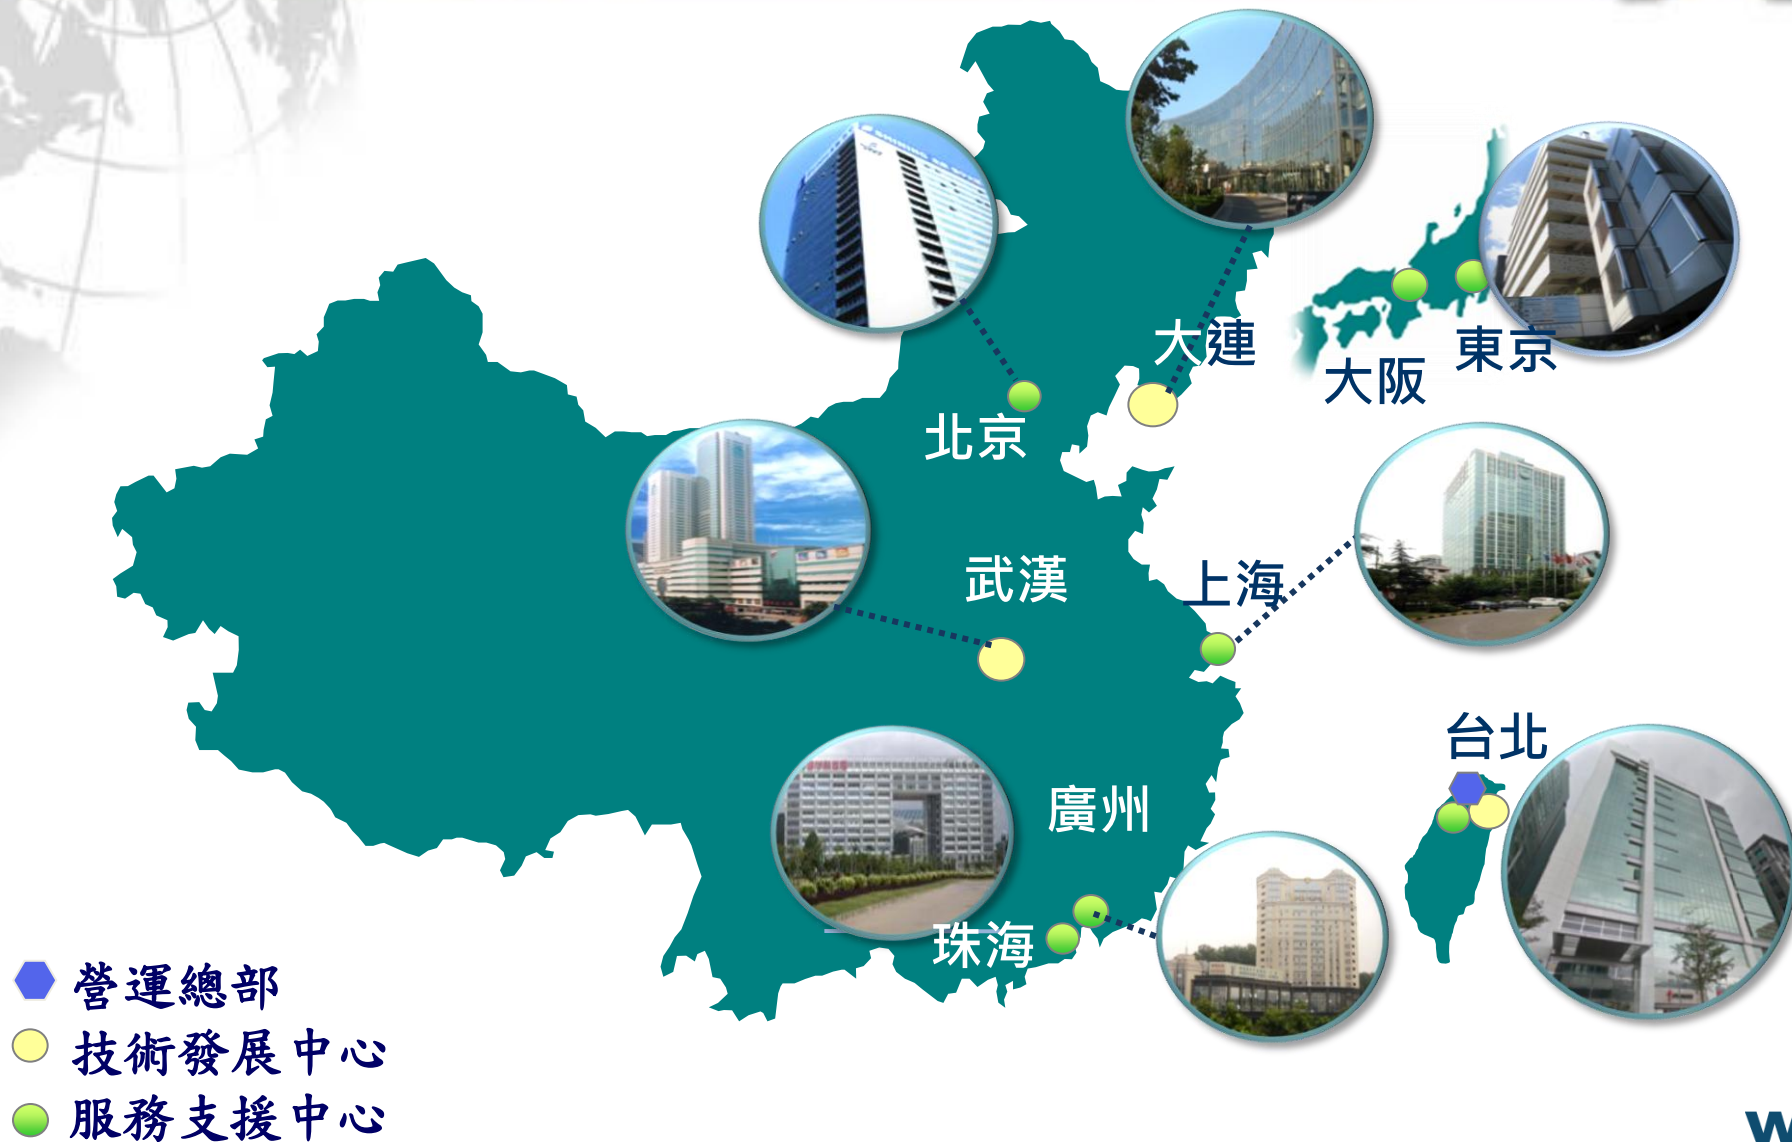 大連
東京
大阪
北京
武漢
上海
台北
廣州
珠海
營運總部
技術發展中心
服務支援中心
w